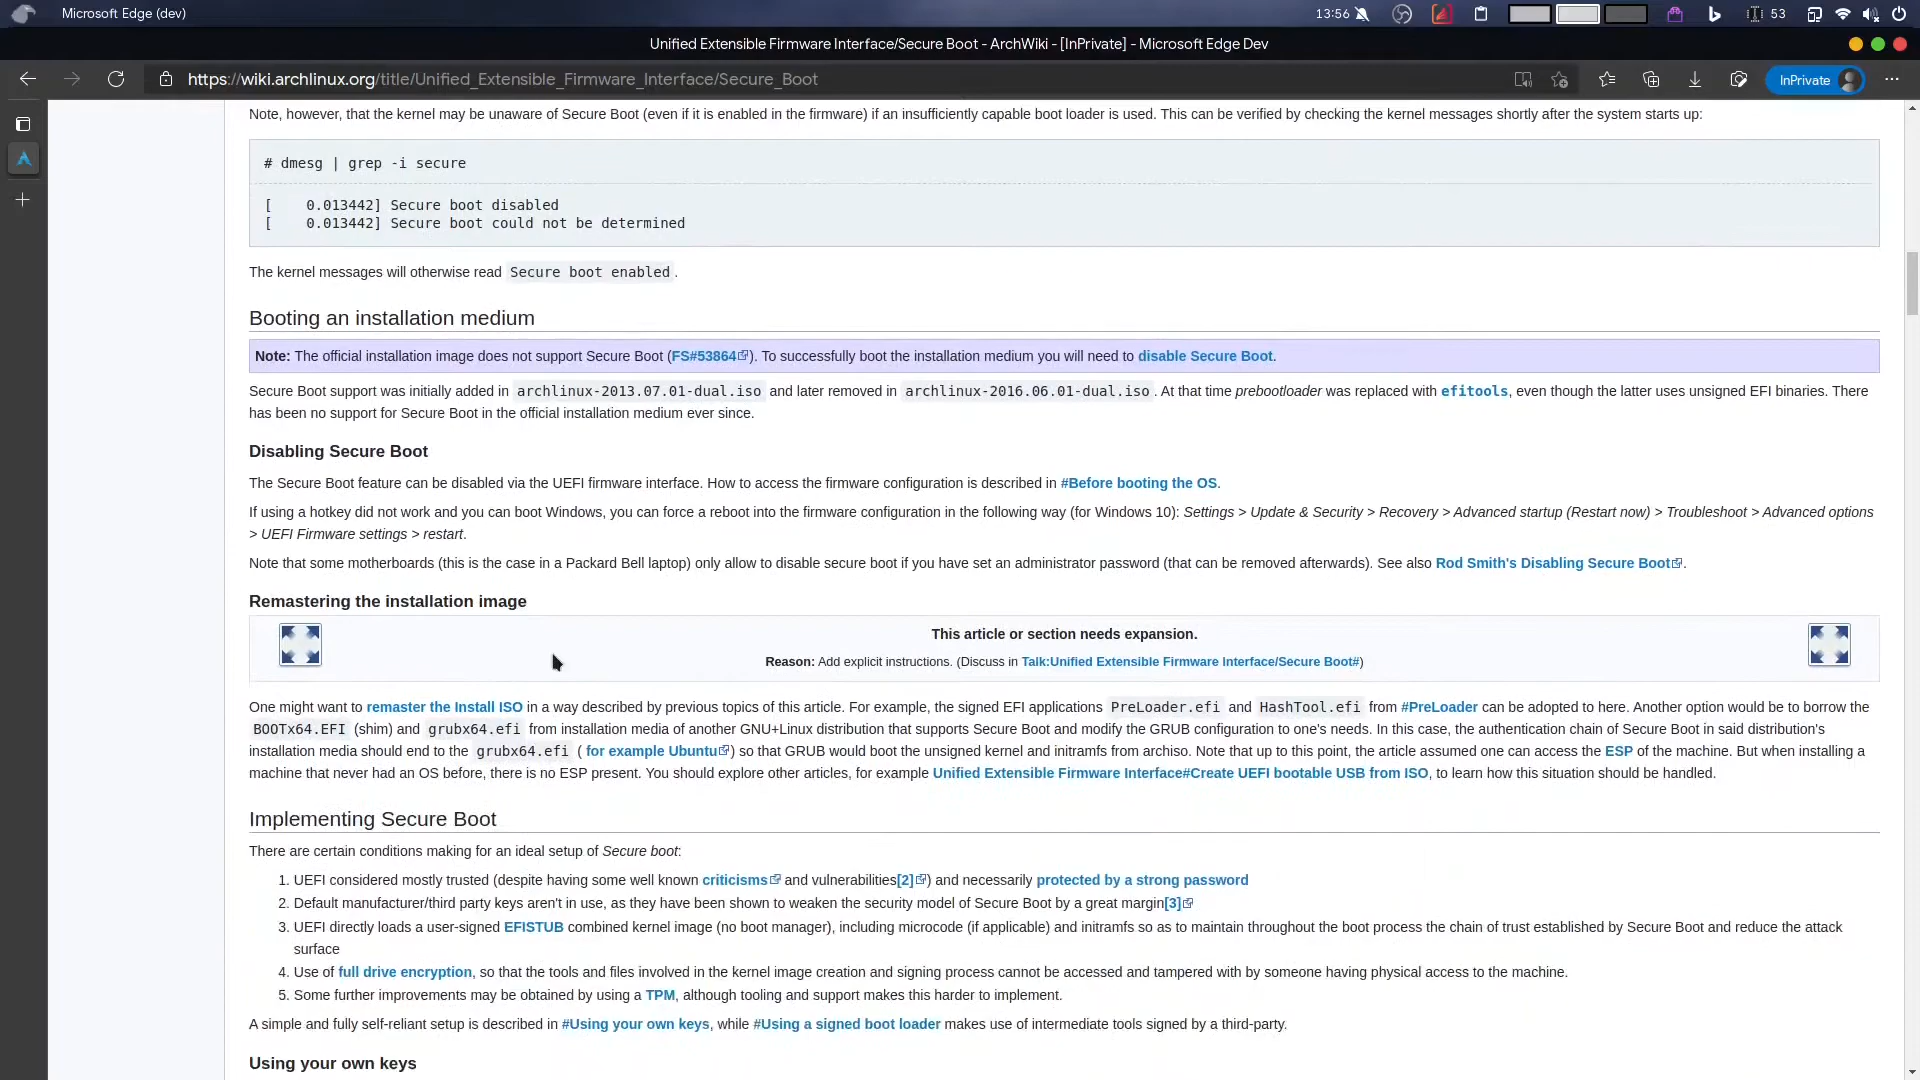 Microsoft Edge (dev)
13:56
53
Unified Extensible Firmware Interface/Secure Boot - ArchWiki - [InPrivate] - Microsoft Edge Dev
https://wiki.archlinux.org/title/Unified_Extensible_Firmware_Interface/Secure_Boot
InPrivate
Note, however, that the kernel may be unaware of Secure Boot (even if it is enabled in the firmware) if an insufficiently capable boot loader is used. This can be verified by checking the kernel messages shortly after the system starts up:
# dmesg | grep -i secure
[    0.013442] Secure boot disabled
[    0.013442] Secure boot could not be determined
The kernel messages will otherwise read Secure boot enabled .
Booting an installation medium
Note: The official installation image does not support Secure Boot (FS#53864). To successfully boot the installation medium you will need to disable Secure Boot.
Secure Boot support was initially added in archlinux-2013.07.01-dual.iso and later removed in archlinux-2016.06.01-dual.iso . At that time prebootloader was replaced with efitools, even though the latter uses unsigned EFI binaries. There
has been no support for Secure Boot in the official installation medium ever since.
Disabling Secure Boot
The Secure Boot feature can be disabled via the UEFI firmware interface. How to access the firmware configuration is described in #Before booting the OS.
If using a hotkey did not work and you can boot Windows, you can force a reboot into the firmware configuration in the following way (for Windows 10): Settings > Update & Security > Recovery > Advanced startup (Restart now) > Troubleshoot > Advanced options
> UEFI Firmware settings > restart.
Note that some motherboards (this is the case in a Packard Bell laptop) only allow to disable secure boot if you have set an administrator password (that can be removed afterwards). See also Rod Smith's Disabling Secure Boot.
Remastering the installation image
This article or section needs expansion.
Reason: Add explicit instructions. (Discuss in Talk:Unified Extensible Firmware Interface/Secure Boot#)
One might want to remaster the Install ISO in a way described by previous topics of this article. For example, the signed EFI applications PreLoader.efi and HashTool.efi from #PreLoader can be adopted to here. Another option would be to borrow the
BOOTx64.EFI (shim) and grubx64.efi from installation media of another GNU+Linux distribution that supports Secure Boot and modify the GRUB configuration to one's needs. In this case, the authentication chain of Secure Boot in said distribution's
installation media should end to the grubx64.efi ( for example Ubuntu) so that GRUB would boot the unsigned kernel and initramfs from archiso. Note that up to this point, the article assumed one can access the ESP of the machine. But when installing a
machine that never had an OS before, there is no ESP present. You should explore other articles, for example Unified Extensible Firmware Interface#Create UEFI bootable USB from ISO, to learn how this situation should be handled.
Implementing Secure Boot
There are certain conditions making for an ideal setup of Secure boot:
1. UEFI considered mostly trusted (despite having some well known criticisms and vulnerabilities[2]) and necessarily protected by a strong password
2. Default manufacturer/third party keys aren't in use, as they have been shown to weaken the security model of Secure Boot by a great margin[3]
3. UEFI directly loads a user-signed EFISTUB combined kernel image (no boot manager), including microcode (if applicable) and initramfs so as to maintain throughout the boot process the chain of trust established by Secure Boot and reduce the attack
surface
4. Use of full drive encryption, so that the tools and files involved in the kernel image creation and signing process cannot be accessed and tampered with by someone having physical access to the machine.
5. Some further improvements may be obtained by using a TPM, although tooling and support makes this harder to implement.
A simple and fully self-reliant setup is described in #Using your own keys, while #Using a signed boot loader makes use of intermediate tools signed by a third-party.
Using your own keys